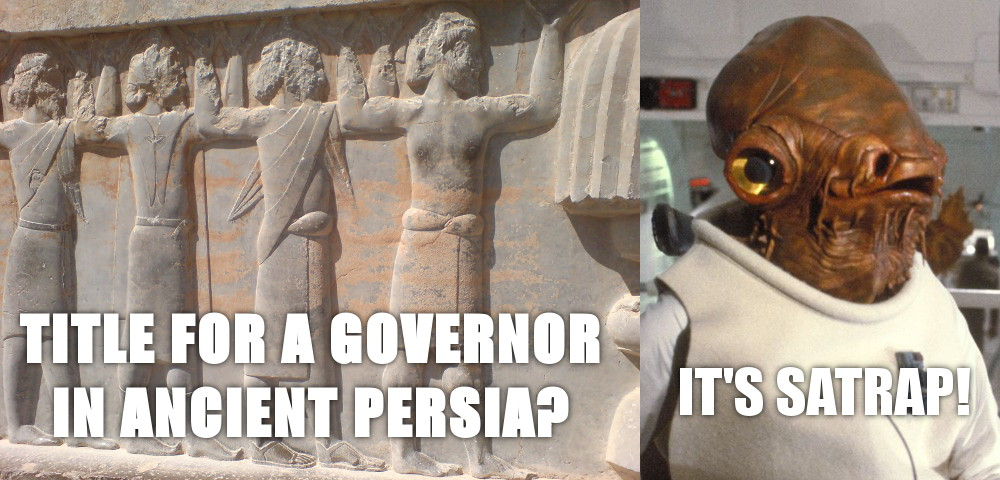 TITLE FOR A GOVERNOR
IN ANCIENT PERSIA?
IT'S SATRAP!